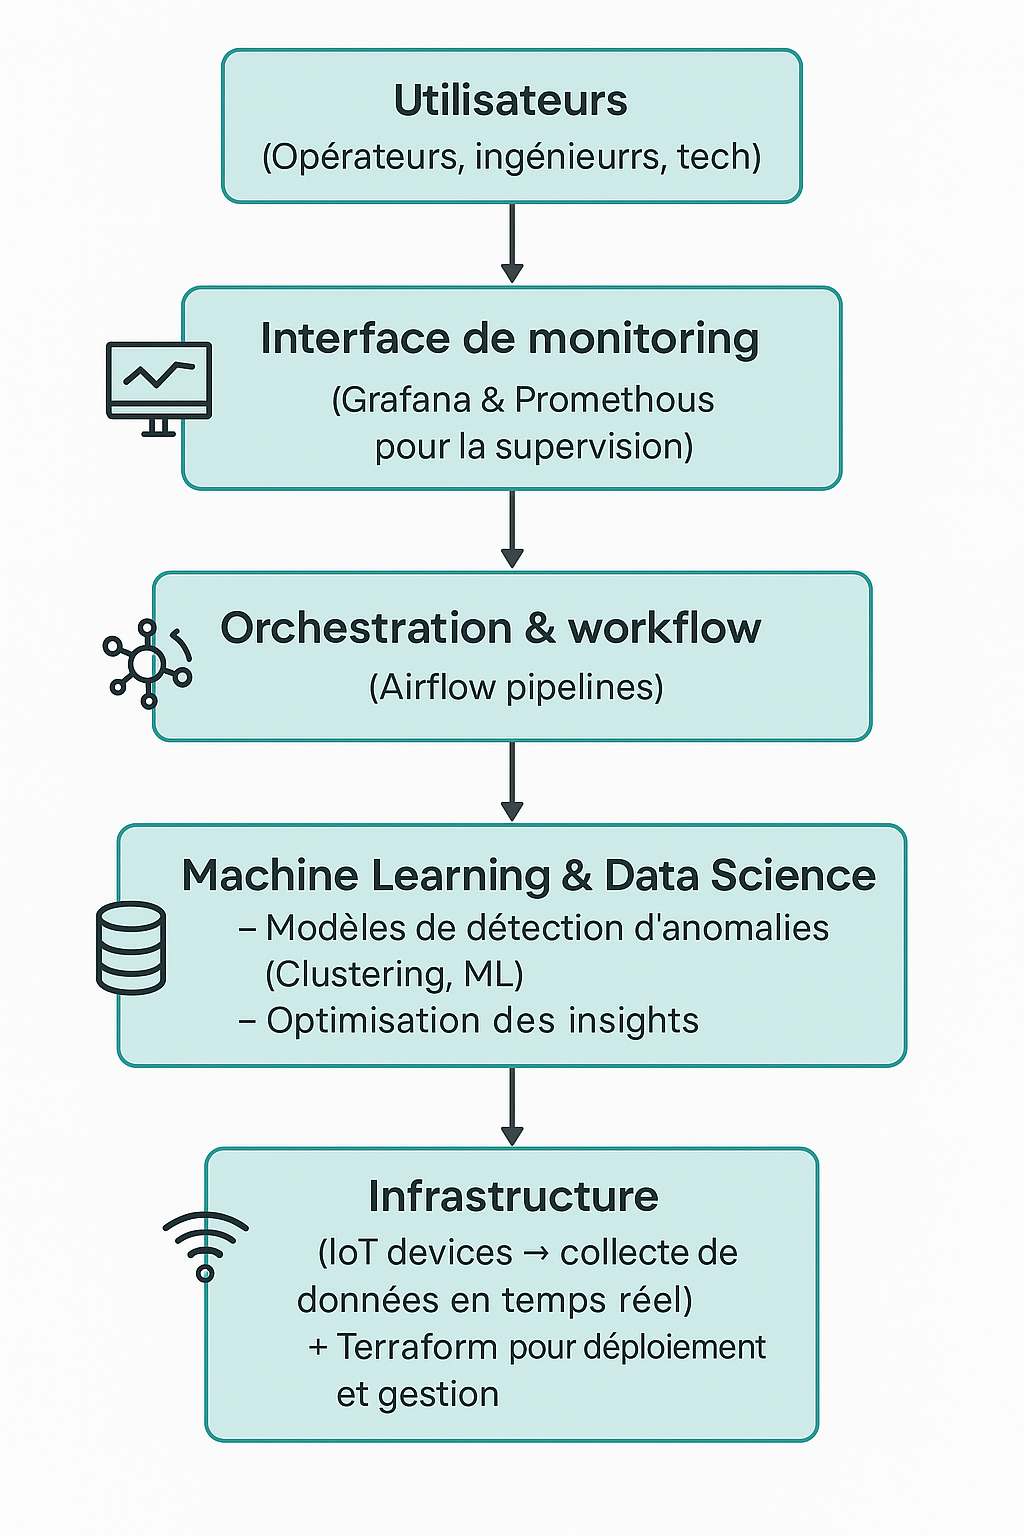 Utilisateurs
(Opérateurs, ingénieurrs, tech)
Interface de monitoring
(Grafana & Promethous
pour la supervision)
Orchestration & workflow
(Airflow pipelines)
Machine Learning & Data Science
– Modèles de détection d'anomalies
(Clustering, ML)
– Optimisation des insights
Infrastructure
(IoT devices → collecte de
données en temps réel)
+ Terraform pour déploiement
et gestion